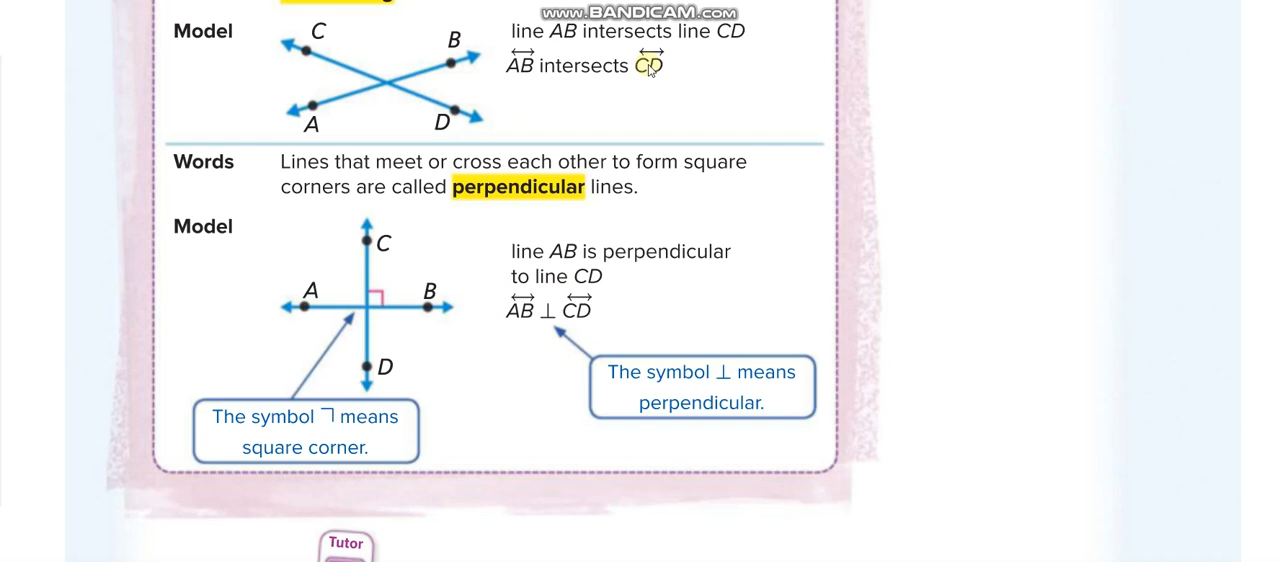 www.BANDICAM.com
Model
C
B
A
D
line AB intersects line CD
AB intersects CD
Words
Lines that meet or cross each other to form square
corners are called perpendicular lines.
Model
C
A
B
D
line AB is perpendicular
to line CD
AB ⊥ CD
The symbol ⊥ means
perpendicular.
The symbol ㄱ means
square corner.
Tutor